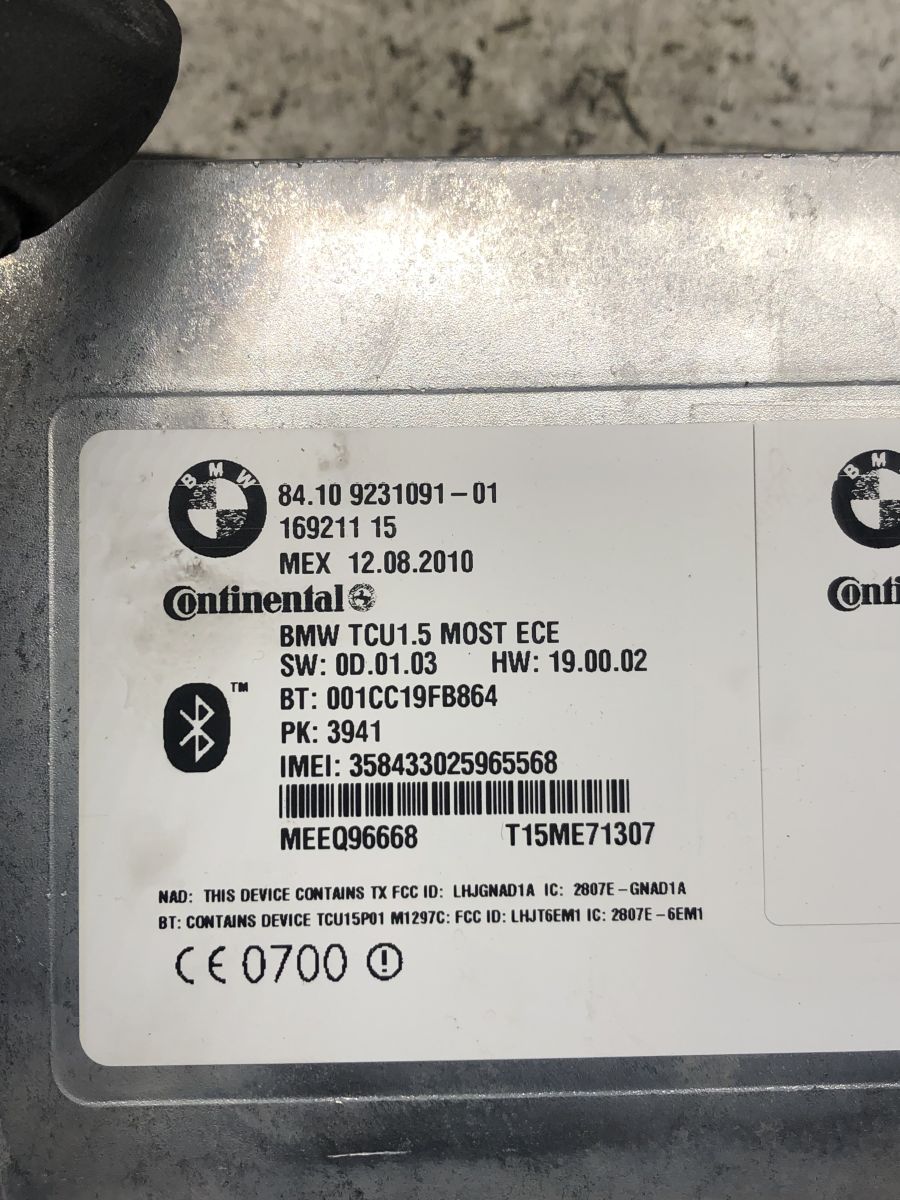 BMW
84.10 9231091-01
169211 15
MEX 12.08.2010
Continental
BMW TCU1.5 MOST ECE
SW: 0D.01.03 HW: 19.00.02
TM
BT: 001CC19FB864
PK: 3941
IMEI: 358433025965568
MEEQ96668 T15ME71307
NAD: THIS DEVICE CONTAINS TX FCC ID: LHJGNAD1A IC: 2807E-GNAD1A
BT: CONTAINS DEVICE TCU15P01 M1297C: FCC ID: LHJT6EM1 IC: 2807E-6EM1
CE 0700
BM
Conti